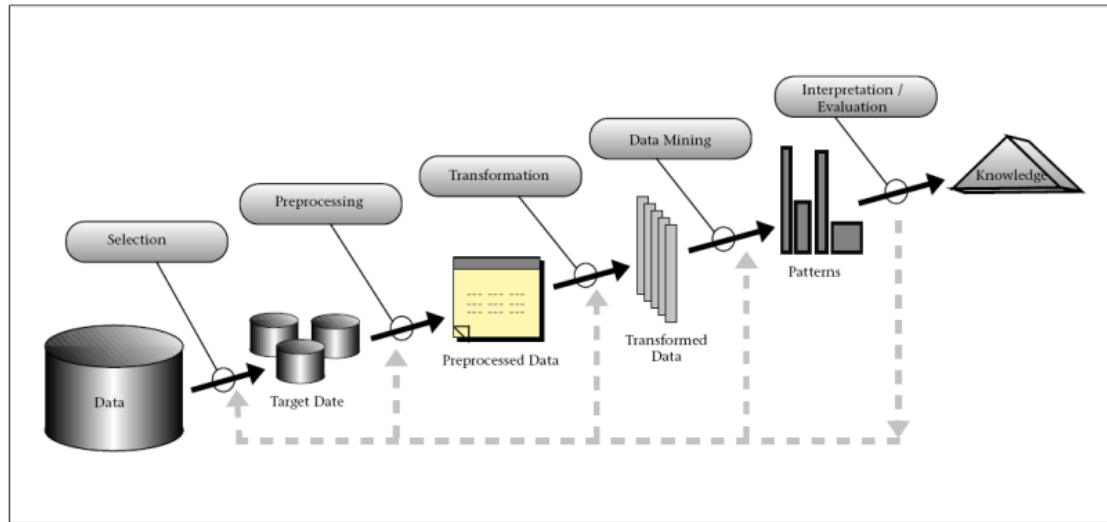 Interpretation /
Evaluation
Data Mining
Transformation
Preprocessing
Selection
Knowledge
Patterns
Transformed
Data
Preprocessed Data
Target Date
Data